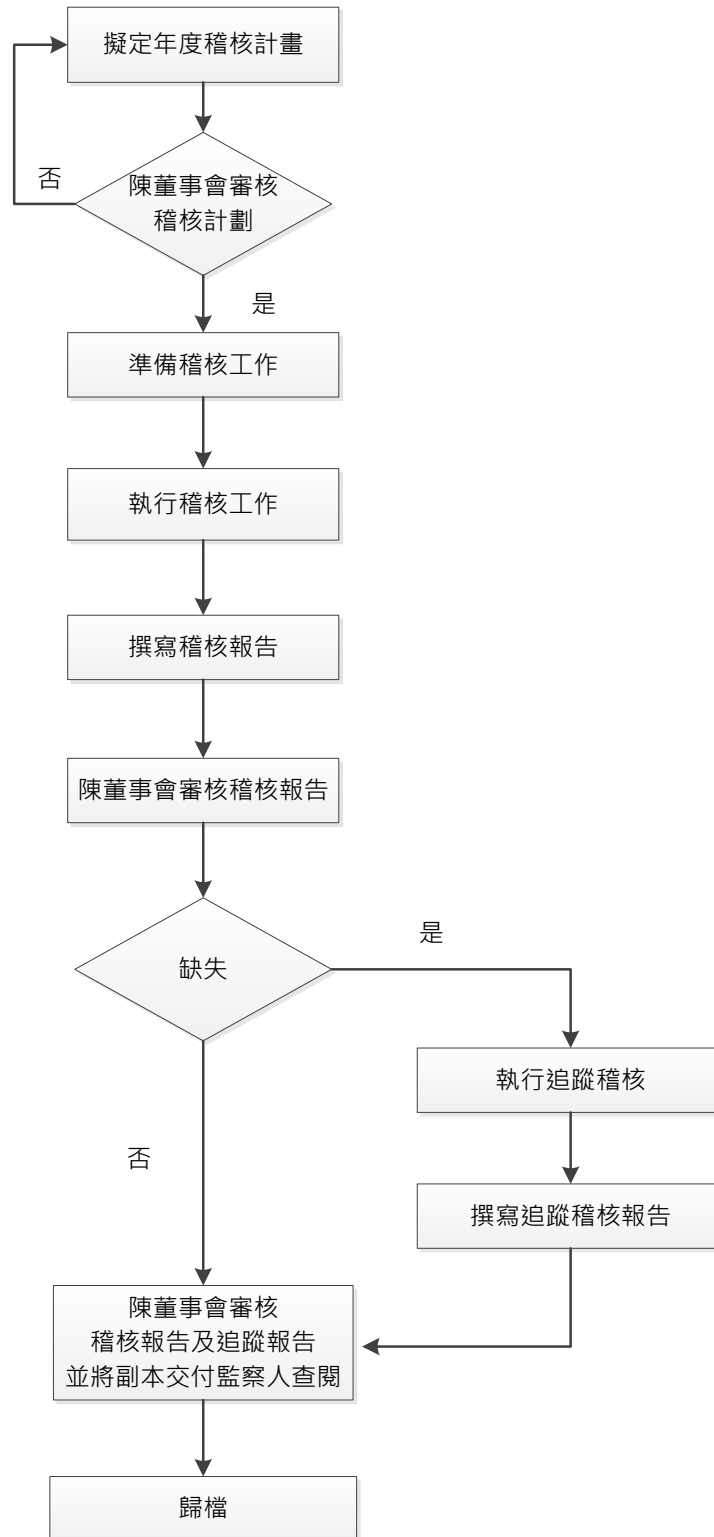 擬定年度稽核計畫
否
陳董事會審核
稽核計劃
是
準備稽核工作
執行稽核工作
撰寫稽核報告
陳董事會審核稽核報告
是
缺失
執行追蹤稽核
否
撰寫追蹤稽核報告
陳董事會審核
稽核報告及追蹤報告
並將副本交付監察人查閱
歸檔